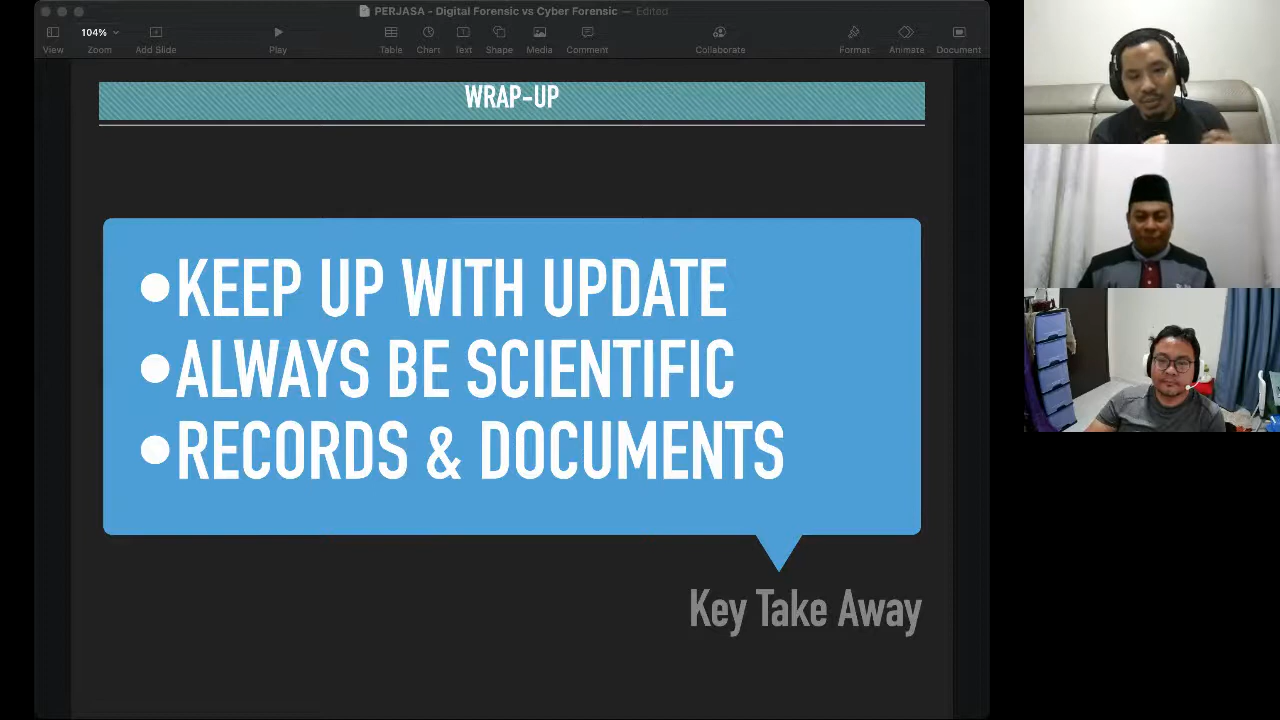 PERJASA - Digital Forensic vs Cyber Forensic — Edited
104%
View
Zoom
Add Slide
Play
Table
Chart
Text
Shape
Media
Comment
Collaborate
Format
Animate
Document
WRAP-UP
•KEEP UP WITH UPDATE
•ALWAYS BE SCIENTIFIC
•RECORDS & DOCUMENTS
Key Take Away